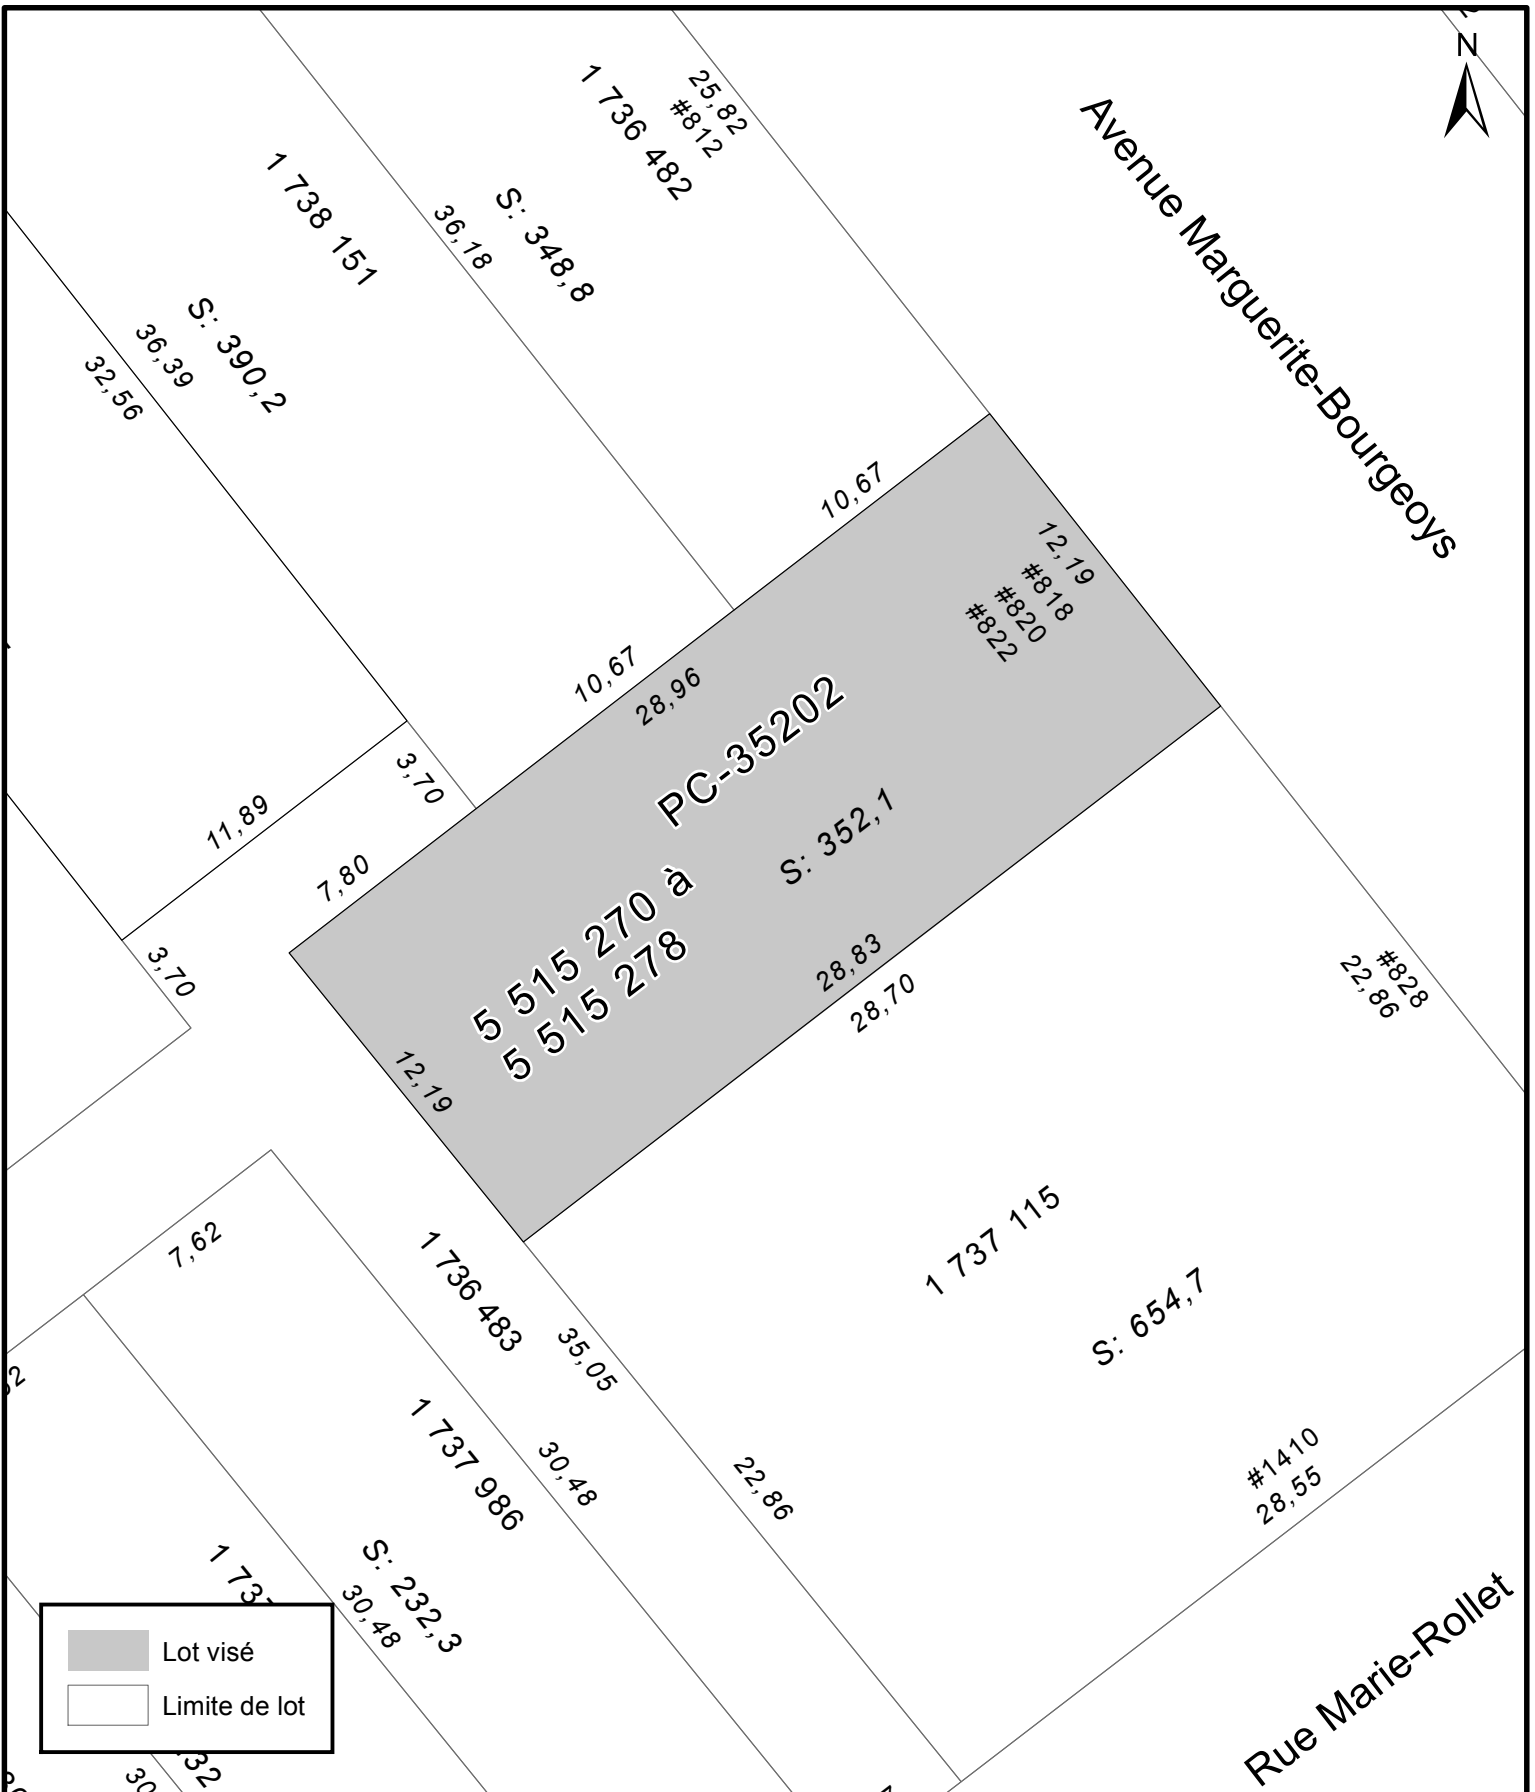 N
25,82
#812
1 736 482
Avenue Marguerite-Bourgeoys
1 738 151
36,18
S: 348,8
S: 390,2
36,39
32,56
10,67
12,19
#818
#820
#822
10,67
28,96
PC-35202
3,70
11,89
7,80
S: 352,1
5 515 270 à
5 515 278
3,70
28,83
28,70
#828
22,86
12,19
7,62
1 736 483
1 737 115
35,05
S: 654,7
1 737 986
30,48
22,86
#1410
28,55
S: 232,3
30,48
Rue Marie-Rollet
Lot visé
Limite de lot